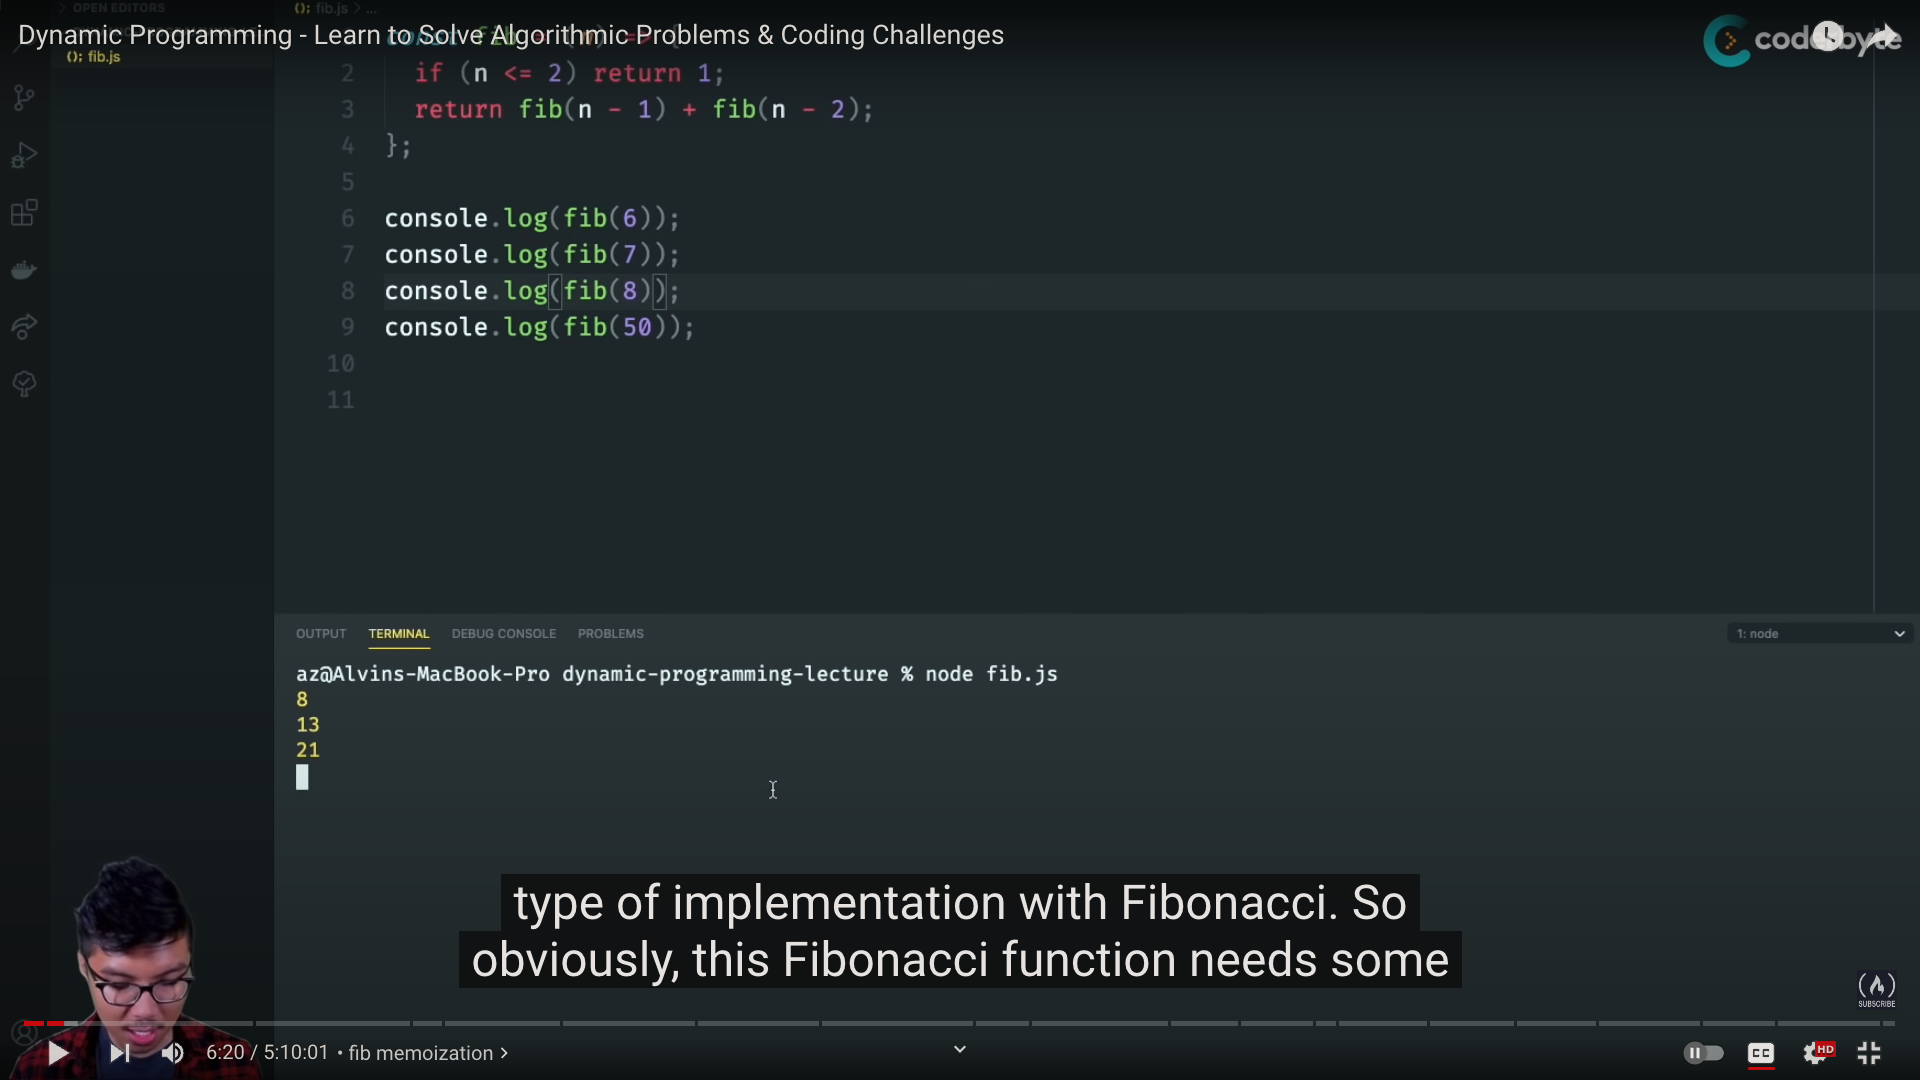 OPEN EDITORS
fib.js > ...
Dynamic Programming - Learn to Solve Algorithmic Problems & Coding Challenges
coderbyte
fib.js
2 if (n <= 2) return 1;
3 return fib(n - 1) + fib(n - 2);
4 };
5
6 console.log(fib(6));
7 console.log(fib(7));
8 console.log(fib(8));
9 console.log(fib(50));
10
11
OUTPUT TERMINAL DEBUG CONSOLE PROBLEMS 1: node
az@Alvins-MacBook-Pro dynamic-programming-lecture % node fib.js
8
13
21
type of implementation with Fibonacci. So
obviously, this Fibonacci function needs some
SUBSCRIBE
6:20 / 5:10:01 • fib memoization >
CC HD